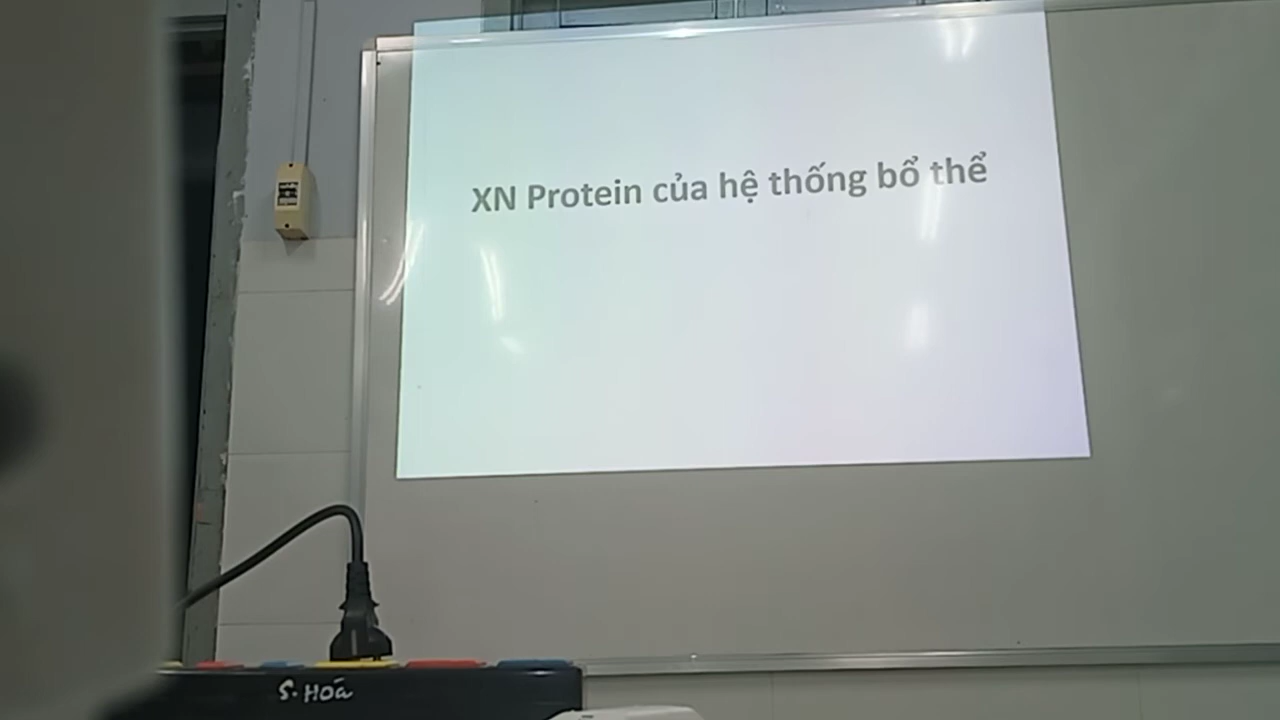 XN Protein của hệ thống bổ thể
S. Hoá